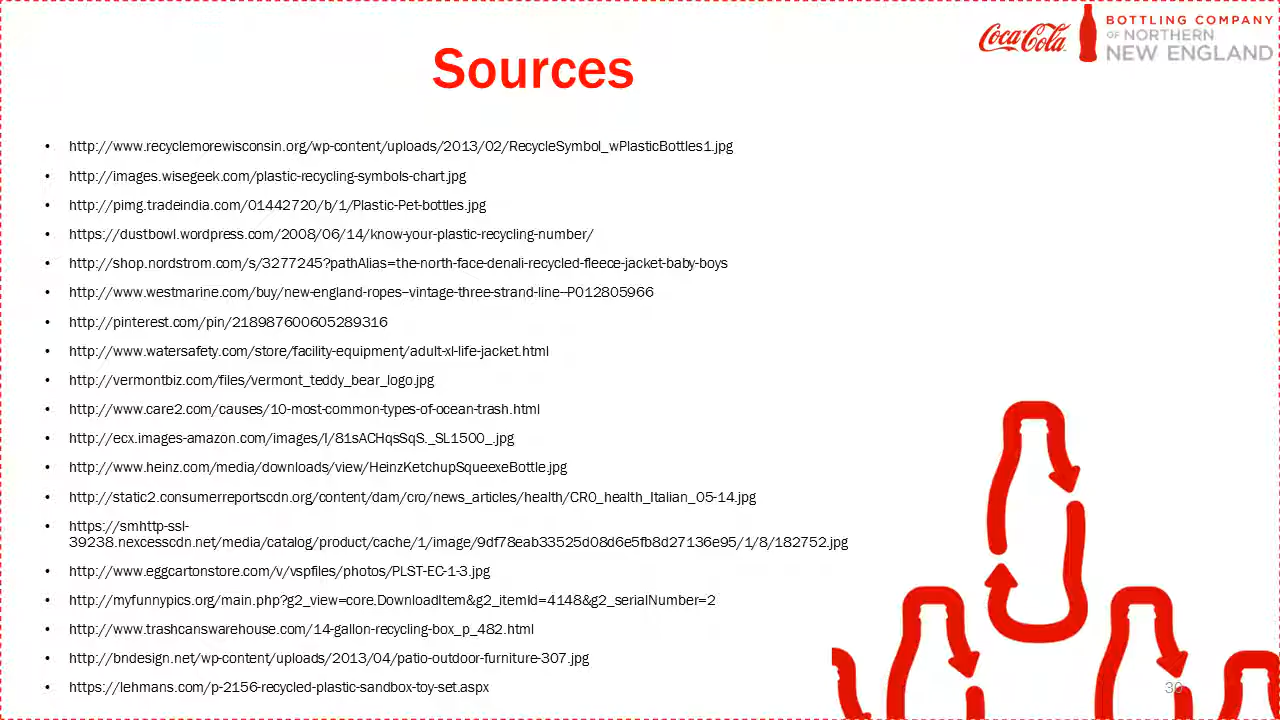 Coca-Cola
BOTTLING COMPANY
OF NORTHERN
NEW ENGLAND
Sources
• http://www.recyclemorewisconsin.org/wp-content/uploads/2013/02/RecycleSymbol_wPlasticBottles1.jpg
• http://images.wisegeek.com/plastic-recycling-symbols-chart.jpg
• http://pimg.tradeindia.com/01442720/b/1/Plastic-Pet-bottles.jpg
• https://dustbowl.wordpress.com/2008/06/14/know-your-plastic-recycling-number/
• http://shop.nordstrom.com/s/3277245?pathAlias=the-north-face-denali-recycled-fleece-jacket-baby-boys
• http://www.westmarine.com/buy/new-england-ropes--vintage-three-strand-line--P012805966
• http://pinterest.com/pin/218987600605289316
• http://www.watersafety.com/store/facility-equipment/adult-xl-life-jacket.html
• http://vermontbiz.com/files/vermont_teddy_bear_logo.jpg
• http://www.care2.com/causes/10-most-common-types-of-ocean-trash.html
• http://ecx.images-amazon.com/images/I/81sACHqsSqS._SL1500_.jpg
• http://www.heinz.com/media/downloads/view/HeinzKetchupSqueexeBottle.jpg
• http://static2.consumerreportscdn.org/content/dam/cro/news_articles/health/CRO_health_Italian_05-14.jpg
• https://smhttp-ssl-
39238.nexcesscdn.net/media/catalog/product/cache/1/image/9df78eab33525d08d6e5fb8d27136e95/1/8/182752.jpg
• http://www.eggcartonstore.com/v/vspfiles/photos/PLST-EC-1-3.jpg
• http://myfunnypics.org/main.php?g2_view=core.DownloadItem&g2_itemId=4148&g2_serialNumber=2
• http://www.trashcanswarehouse.com/14-gallon-recycling-box_p_482.html
• http://bndesign.net/wp-content/uploads/2013/04/patio-outdoor-furniture-307.jpg
• https://lehmans.com/p-2156-recycled-plastic-sandbox-toy-set.aspx